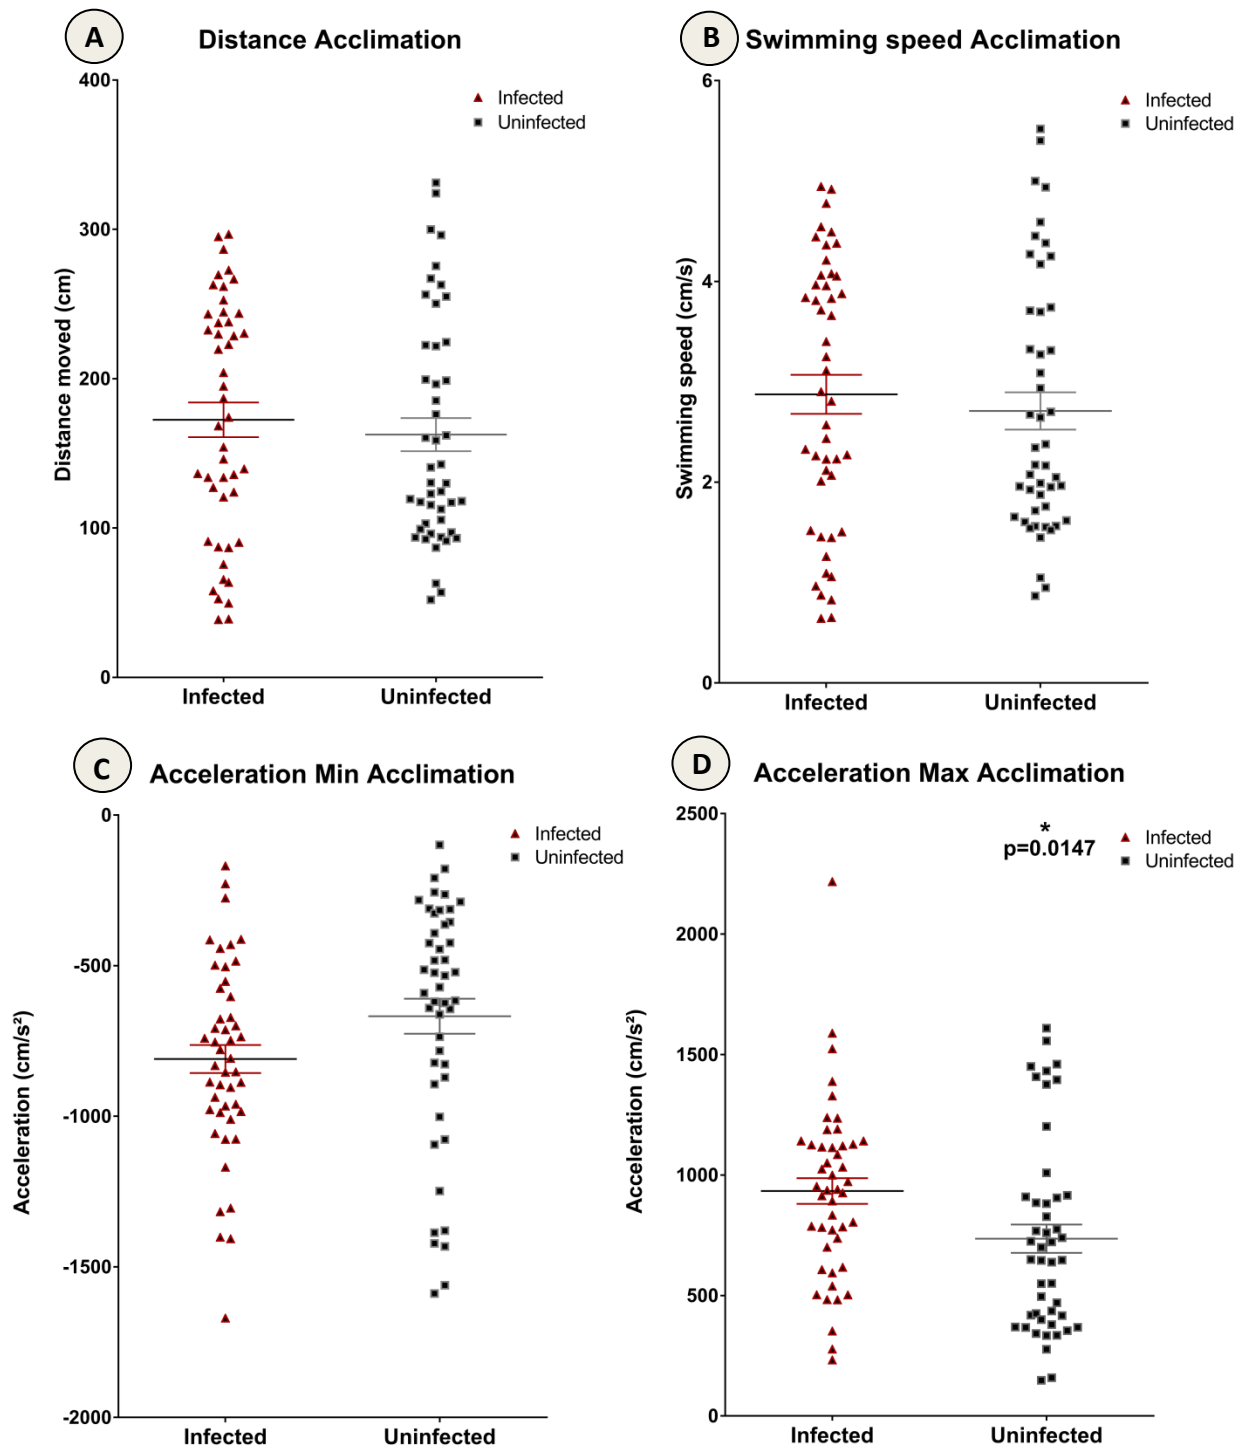 A
Distance Acclimation
Infected
Uninfected
400
300
200
100
0
Distance moved (cm)
Infected
Uninfected
B
Swimming speed Acclimation
Infected
Uninfected
6
4
2
0
Swimming speed (cm/s)
Infected
Uninfected
C
Acceleration Min Acclimation
Infected
Uninfected
0
-500
-1000
-1500
-2000
Acceleration (cm/s²)
Infected
Uninfected
D
Acceleration Max Acclimation
*
p=0.0147
Infected
Uninfected
2500
2000
1500
1000
500
0
Acceleration (cm/s²)
Infected
Uninfected